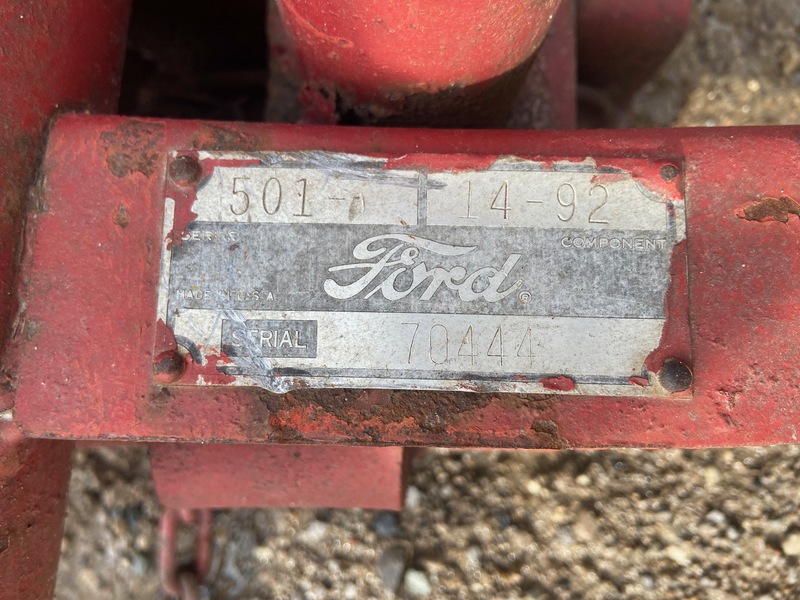 501- 14-92
SERIES COMPONENT
Ford®
MADE IN U.S.A.
SERIAL 70444